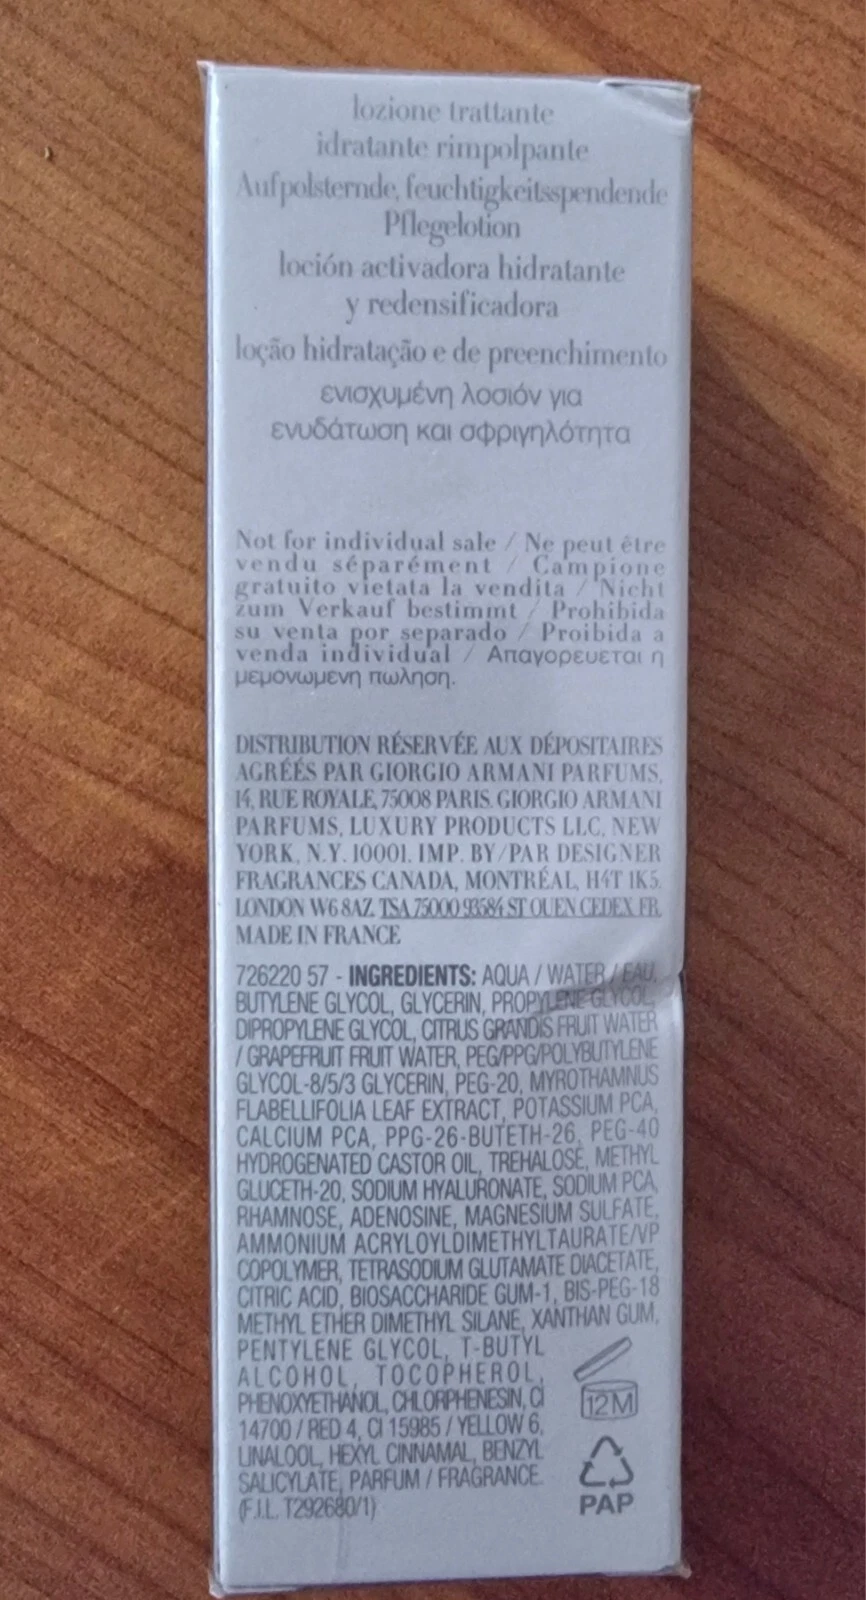 lozione trattante
idratante rimpolpante
Aufpolsternde, feuchtigkeitsspendende
Pflegelotion
loción activadora hidratante
y redensificadora
loção hidratação e de preenchimento
ενισχυμένη λοσιόν για
ενυδάτωση και σφριγηλότητα
Not for individual sale / Ne peut être
vendu séparément / Campione
gratuito vietata la vendita / Nicht
zum Verkauf bestimmt / Prohibida
su venta por separado / Proibida a
venda individual / Απαγορευεται η
μεμονωμενη πωληση.
DISTRIBUTION RÉSERVÉE AUX DÉPOSITAIRES
AGRÉÉS PAR GIORGIO ARMANI PARFUMS,
14, RUE ROYALE, 75008 PARIS. GIORGIO ARMANI
PARFUMS, LUXURY PRODUCTS LLC, NEW
YORK, N.Y. 10001. IMP. BY/PAR DESIGNER
FRAGRANCES CANADA, MONTRÉAL, H4T 1K5.
LONDON W6 8AZ. TSA 75000 93584 ST OUEN CEDEX FR.
MADE IN FRANCE
726220 57 - INGREDIENTS: AQUA / WATER / EAU,
BUTYLENE GLYCOL, GLYCERIN, PROPYLENE GLYCOL,
DIPROPYLENE GLYCOL, CITRUS GRANDIS FRUIT WATER
/ GRAPEFRUIT FRUIT WATER, PEG/PPG/POLYBUTYLENE
GLYCOL-8/5/3 GLYCERIN, PEG-20, MYROTHAMNUS
FLABELLIFOLIA LEAF EXTRACT, POTASSIUM PCA,
CALCIUM PCA, PPG-26-BUTETH-26, PEG-40
HYDROGENATED CASTOR OIL, TREHALOSE, METHYL
GLUCETH-20, SODIUM HYALURONATE, SODIUM PCA,
RHAMNOSE, ADENOSINE, MAGNESIUM SULFATE,
AMMONIUM ACRYLOYLDIMETHYLTAURATE/VP
COPOLYMER, TETRASODIUM GLUTAMATE DIACETATE,
CITRIC ACID, BIOSACCHARIDE GUM-1, BIS-PEG-18
METHYL ETHER DIMETHYL SILANE, XANTHAN GUM,
PENTYLENE GLYCOL, T-BUTYL
ALCOHOL, TOCOPHEROL,
PHENOXYETHANOL, CHLORPHENESIN, CI
14700 / RED 4, CI 15985 / YELLOW 6,
LINALOOL, HEXYL CINNAMAL, BENZYL
SALICYLATE, PARFUM / FRAGRANCE.
(F.I.L. T292680/1)
12M
PAP